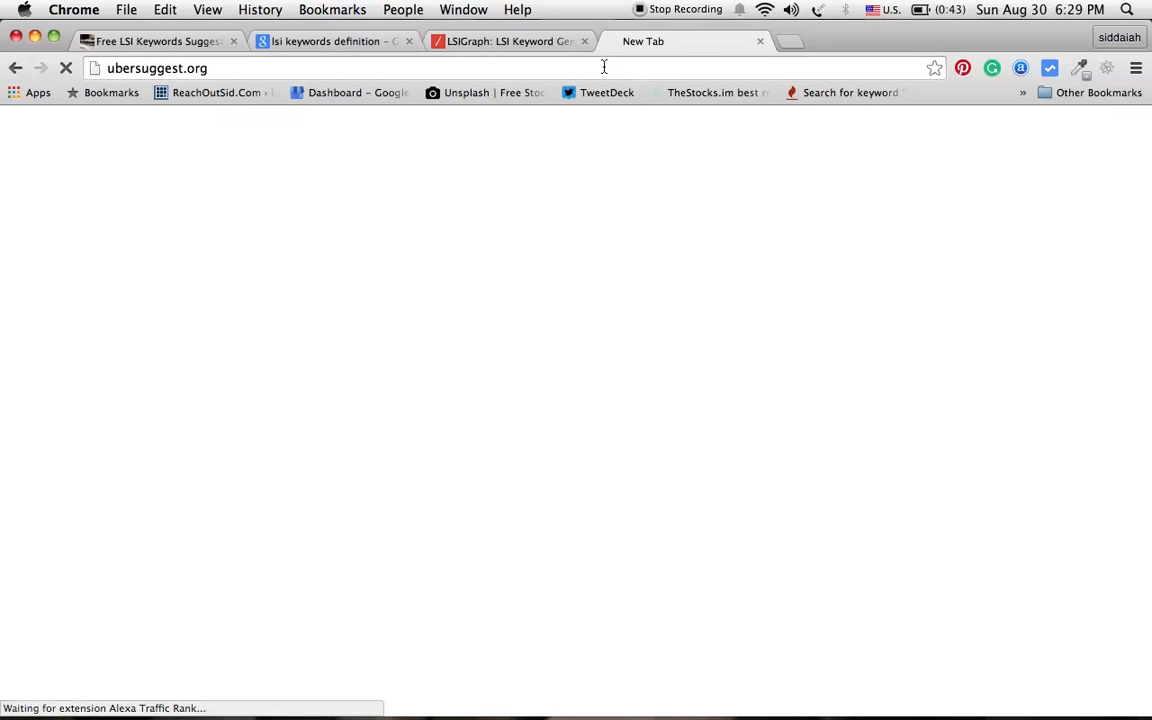 Chrome File Edit View History Bookmarks People Window Help Stop Recording U.S. (0:43) Sun Aug 30 6:29 PM
Free LSI Keywords Suggest lsi keywords definition – G LSIGraph: LSI Keyword Gen New Tab siddaiah
ubersuggest.org
Apps Bookmarks ReachOutSid.Com › Dashboard – Google Unsplash | Free Stoc TweetDeck TheStocks.im best r Search for keyword » Other Bookmarks
Waiting for extension Alexa Traffic Rank...